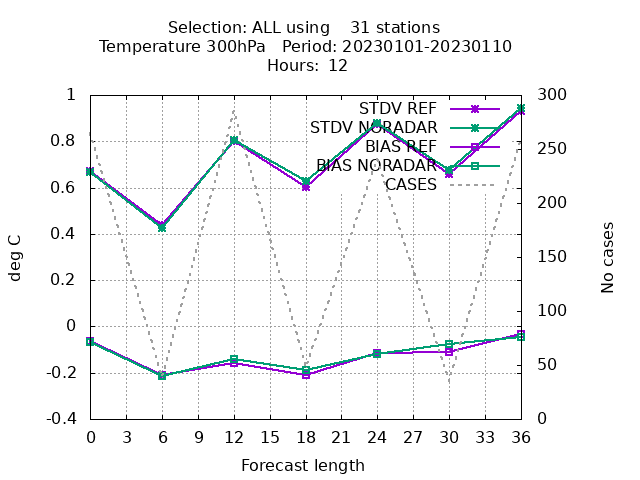 Selection: ALL using    31 stations
Temperature 300hPa   Period: 20230101-20230110
Hours:  12
STDV REF
STDV NORADAR
BIAS REF
BIAS NORADAR
CASES
1
0.8
0.6
0.4
0.2
0
-0.2
-0.4
deg C
300
250
200
150
100
50
0
No cases
0 3 6 9 12 15 18 21 24 27 30 33 36
Forecast length